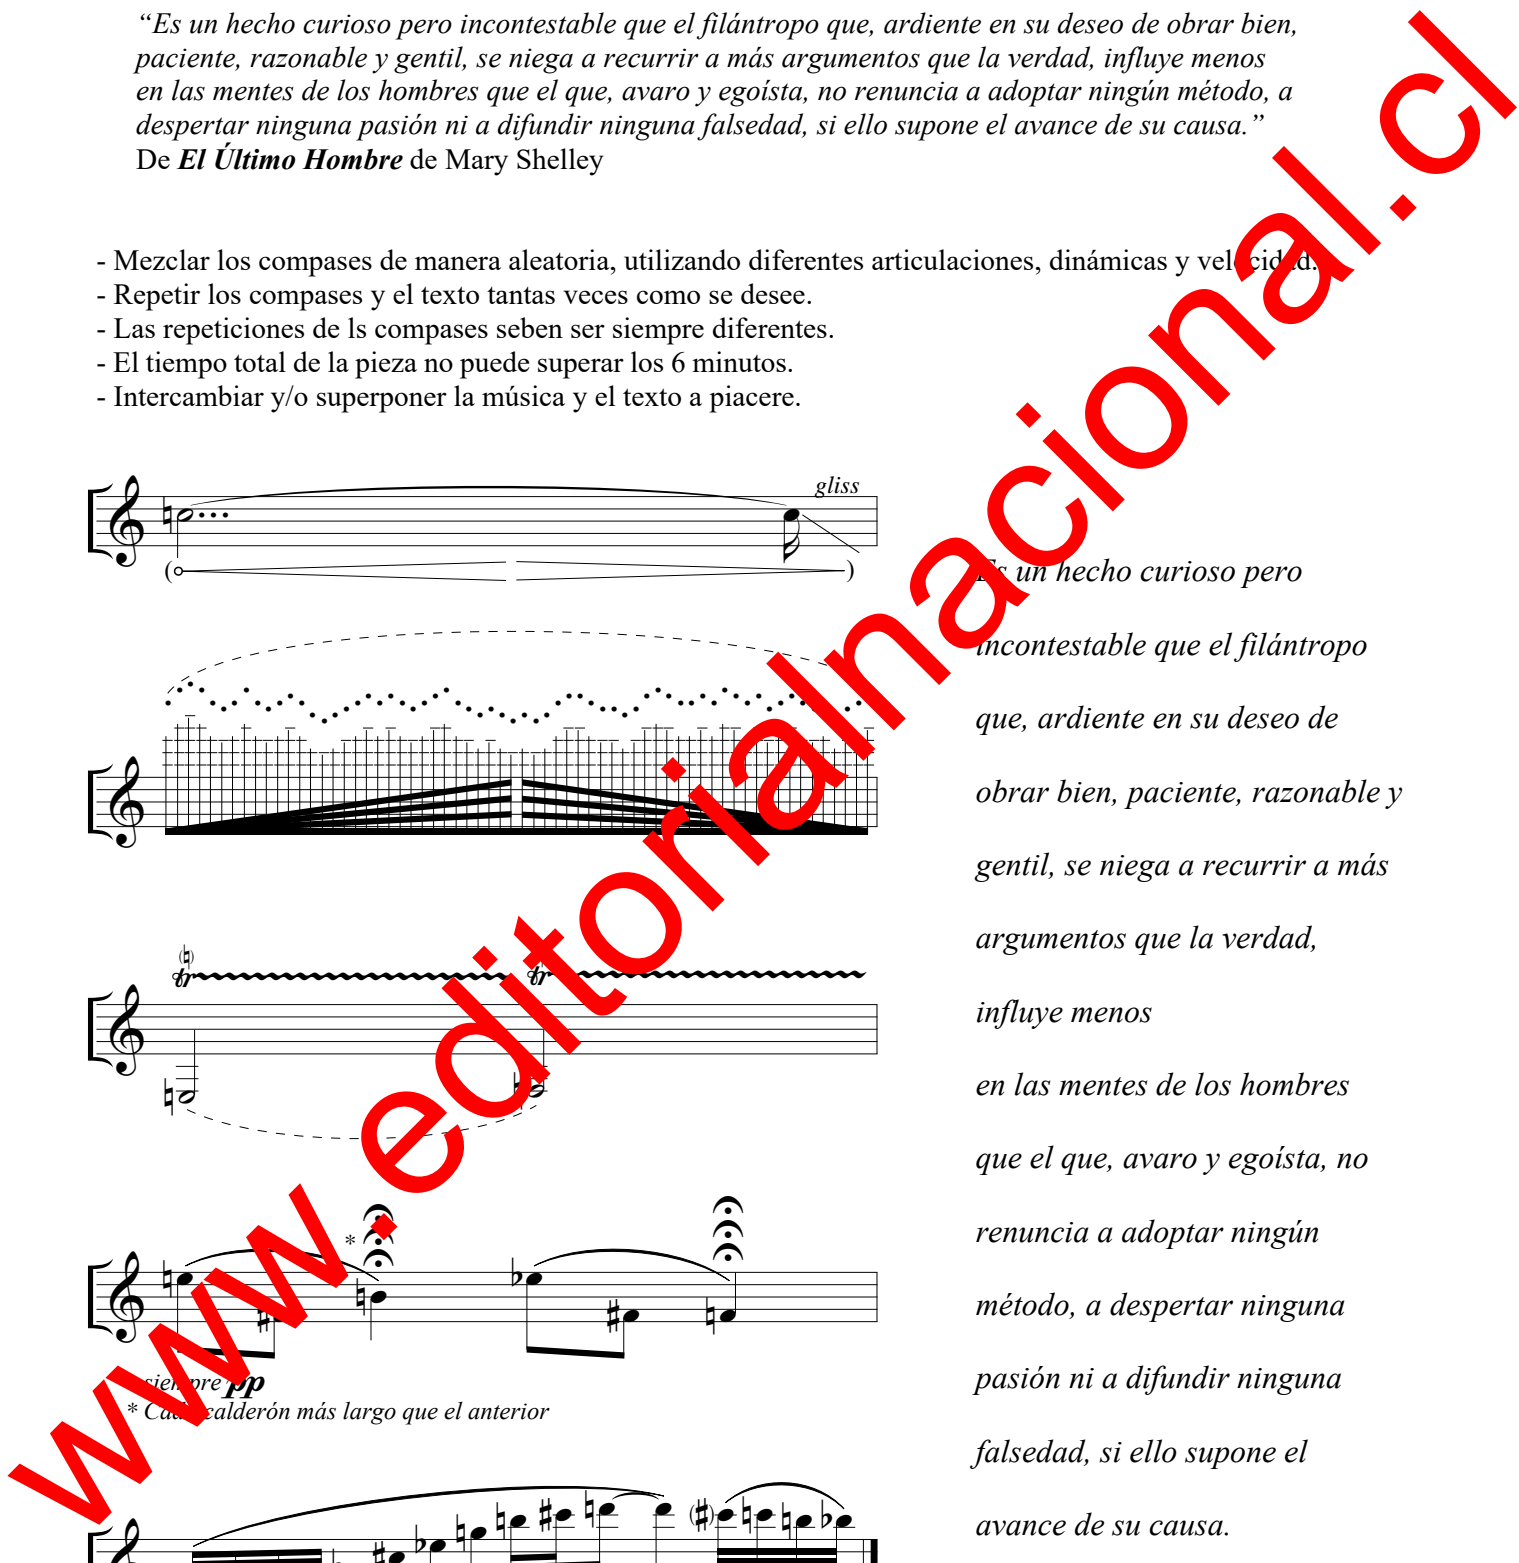 “Es un hecho curioso pero incontestable que el filántropo que, ardiente en su deseo de obrar bien,
paciente, razonable y gentil, se niega a recurrir a más argumentos que la verdad, influye menos
en las mentes de los hombres que el que, avaro y egoísta, no renuncia a adoptar ningún método, a
despertar ninguna pasión ni a difundir ninguna falsedad, si ello supone el avance de su causa.”
De El Último Hombre de Mary Shelley
- Mezclar los compases de manera aleatoria, utilizando diferentes articulaciones, dinámicas y velocidad.
- Repetir los compases y el texto tantas veces como se desee.
- Las repeticiones de ls compases seben ser siempre diferentes.
- El tiempo total de la pieza no puede superar los 6 minutos.
- Intercambiar y/o superponer la música y el texto a piacere.
gliss
tr
tr
*
siempre pp
* Cada calderón más largo que el anterior
Es un hecho curioso pero
incontestable que el filántropo
que, ardiente en su deseo de
obrar bien, paciente, razonable y
gentil, se niega a recurrir a más
argumentos que la verdad,
influye menos
en las mentes de los hombres
que el que, avaro y egoísta, no
renuncia a adoptar ningún
método, a despertar ninguna
pasión ni a difundir ninguna
falsedad, si ello supone el
avance de su causa.
www.editorialnacional.cl